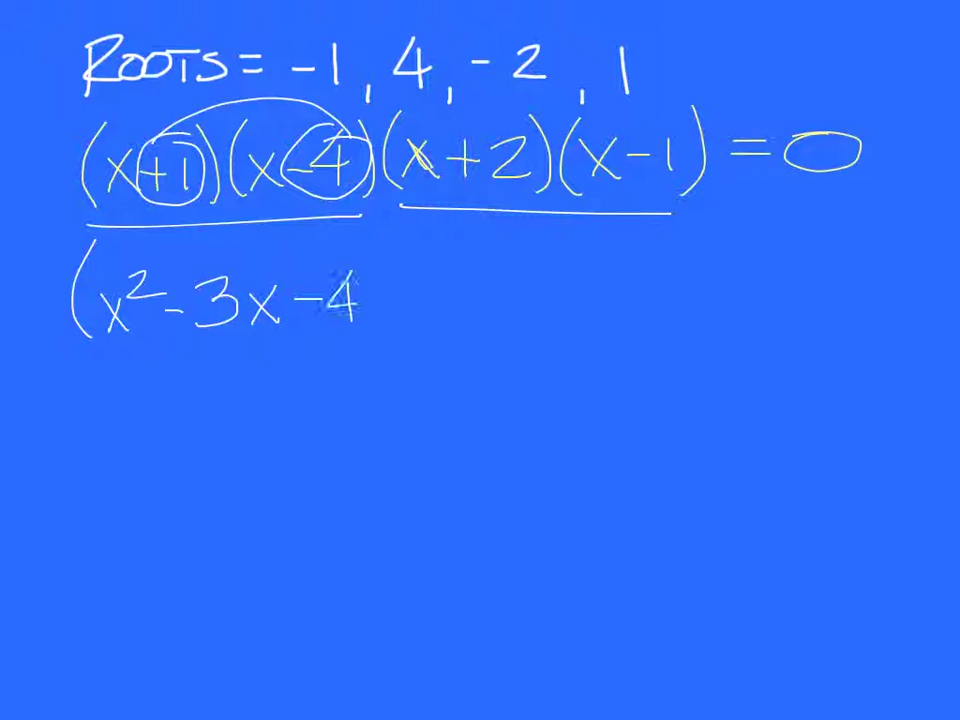 ROOTS = -1, 4, -2, 1
(x+1)(x-4)(x+2)(x-1) = 0
(x² - 3x - 4